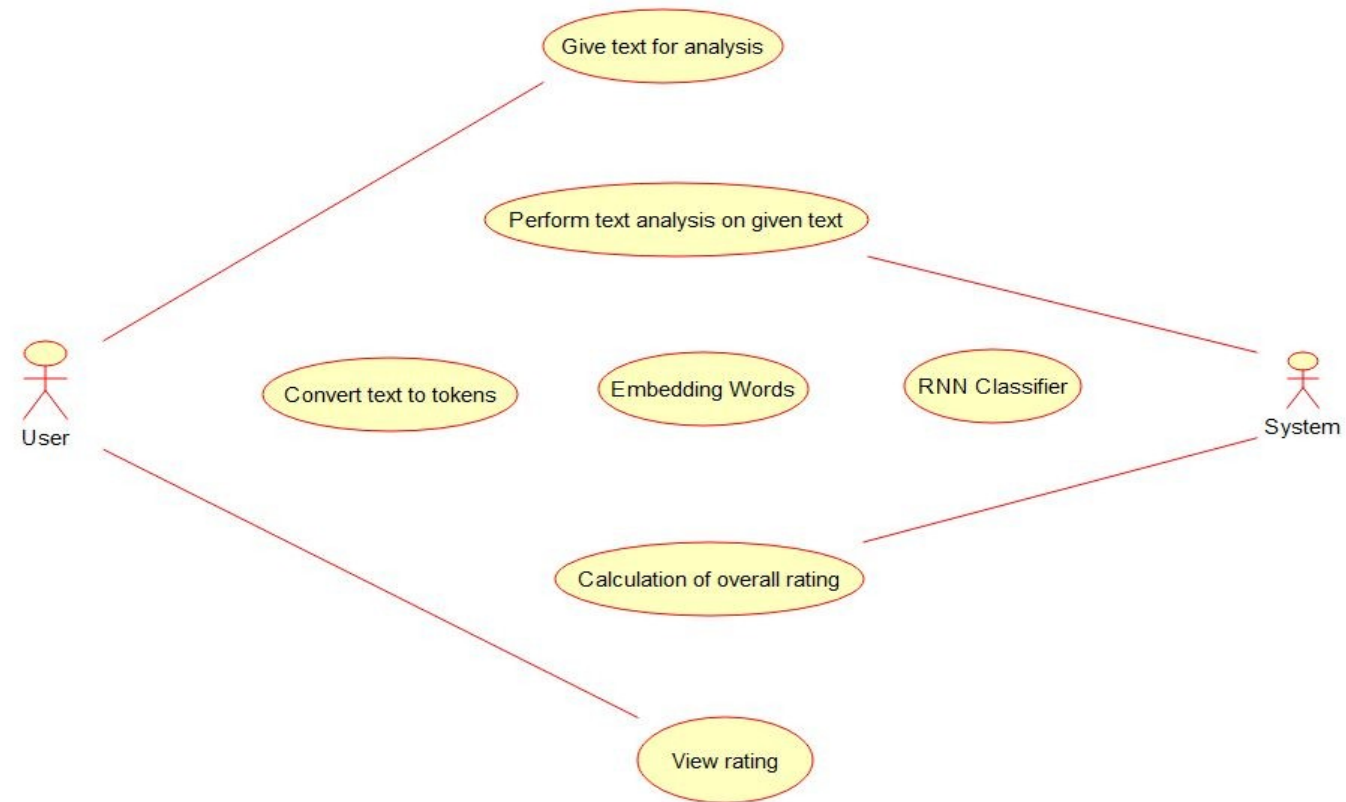 Give text for analysis
Perform text analysis on given text
Convert text to tokens
Embedding Words
RNN Classifier
User
System
Calculation of overall rating
View rating